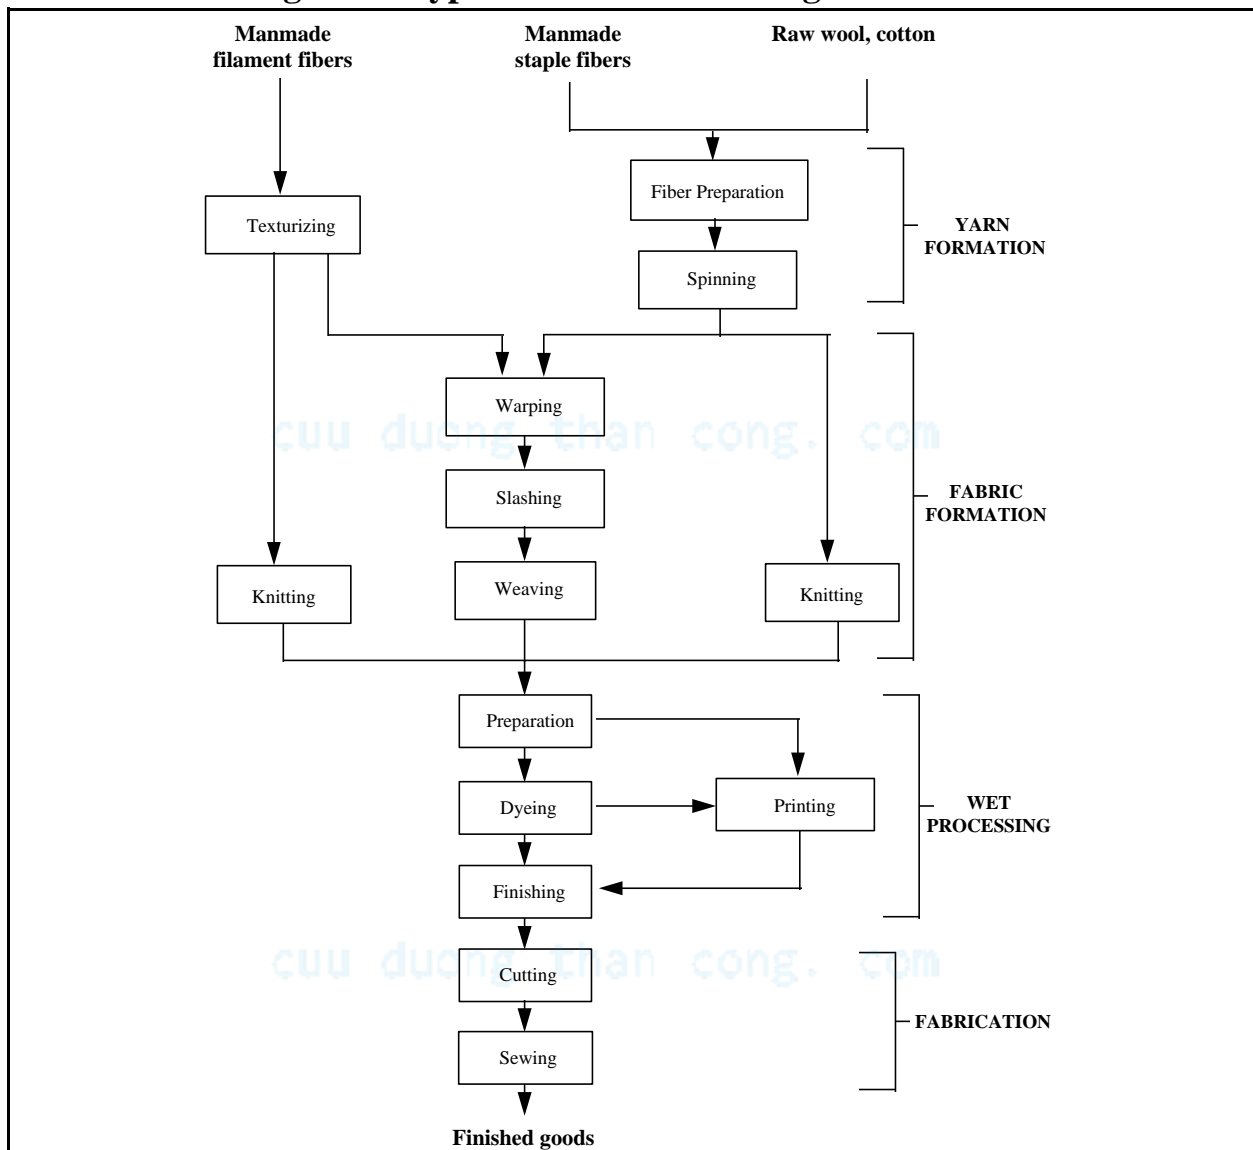 Manmade
filament fibers
Manmade
staple fibers
Raw wool, cotton
Fiber Preparation
Texturizing
YARN
FORMATION
Spinning
Warping
cuu duong than cong. com
Slashing
FABRIC
FORMATION
Knitting
Weaving
Knitting
Preparation
Dyeing
Printing
WET
PROCESSING
Finishing
cuu duong than cong. com
Cutting
FABRICATION
Sewing
Finished goods